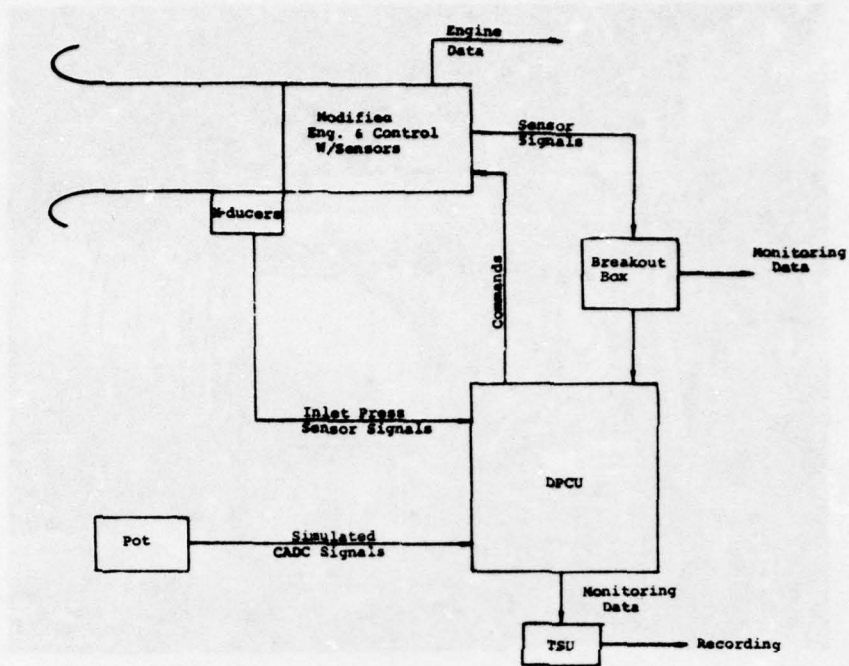 Engine
Data
Modified
Eng. & Control
W/Sensors
Sensor
Signals
X-ducers
Breakout
Box
Monitoring
Data
Commands
Inlet Press
Sensor Signals
DPCU
Pot
Simulated
CADC Signals
Monitoring
Data
TSU
Recording